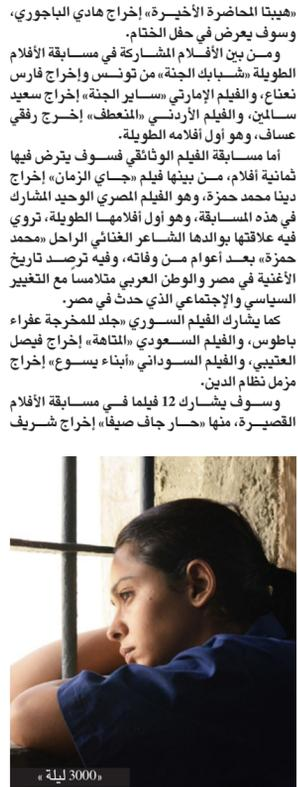 «هيبتا المحاضرة الأخيرة» إخراج هادي الباجوري،
وسوف يعرض في حفل الختام.
ومن بين الأفلام المشاركة في مسابقة الأفلام
الطويلة «شبابك الجنة» من تونس وإخراج فارس
نعناع، والفيلم الإمارتي «ساير الجنة» إخراج سعيد
سالمين، والفيلم الأردني «المنعطف» إخرج رفقي
عساف، وهو أول أفلامه الطويلة.
أما مسابقة الفيلم الوثائقي فسوف يترض فيها
ثمانية أفلام، من بينها فيلم «جاي الزمان» إخراج
دينا محمد حمزة، وهو الفيلم المصري الوحيد المشارك
في هذه المسابقة، وهو أول أفلامها الطويلة، تروي
فيه علاقتها بوالدها الشاعر الغنائي الراحل «محمد
حمزة» بعد أعوام من وفاته، وفيه ترصد تاريخ
الأغنية في مصر والوطن العربي متلامساً مع التغيير
السياسي والإجتماعي الذي حدث في مصر.
كما يشارك الفيلم السوري «جلد للمخرجة عفراء
باطوس، والفيلم السعودي «المتاهة» إخراج فيصل
العتيبي، والفيلم السوداني «أبناء يسوع» إخراج
مزمل نظام الدين.
وسوف يشارك 12 فيلما في مسابقة الأفلام
القصيرة، منها «حار جاف صيفا» إخراج شريف
«3000 ليلة »